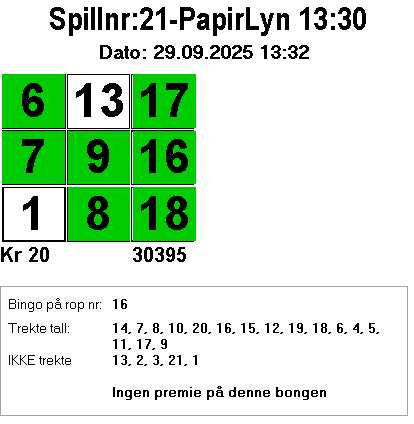 Spillnr:21-PapirLyn 13:30
Dato: 29.09.2025 13:32
6 13 17
7 9 16
1 8 18
Kr 20 30395
Bingo på rop nr: 16
Trekte tall: 14, 7, 8, 10, 20, 16, 15, 12, 19, 18, 6, 4, 5,
11, 17, 9
IKKE trekte 13, 2, 3, 21, 1
Ingen premie på denne bongen